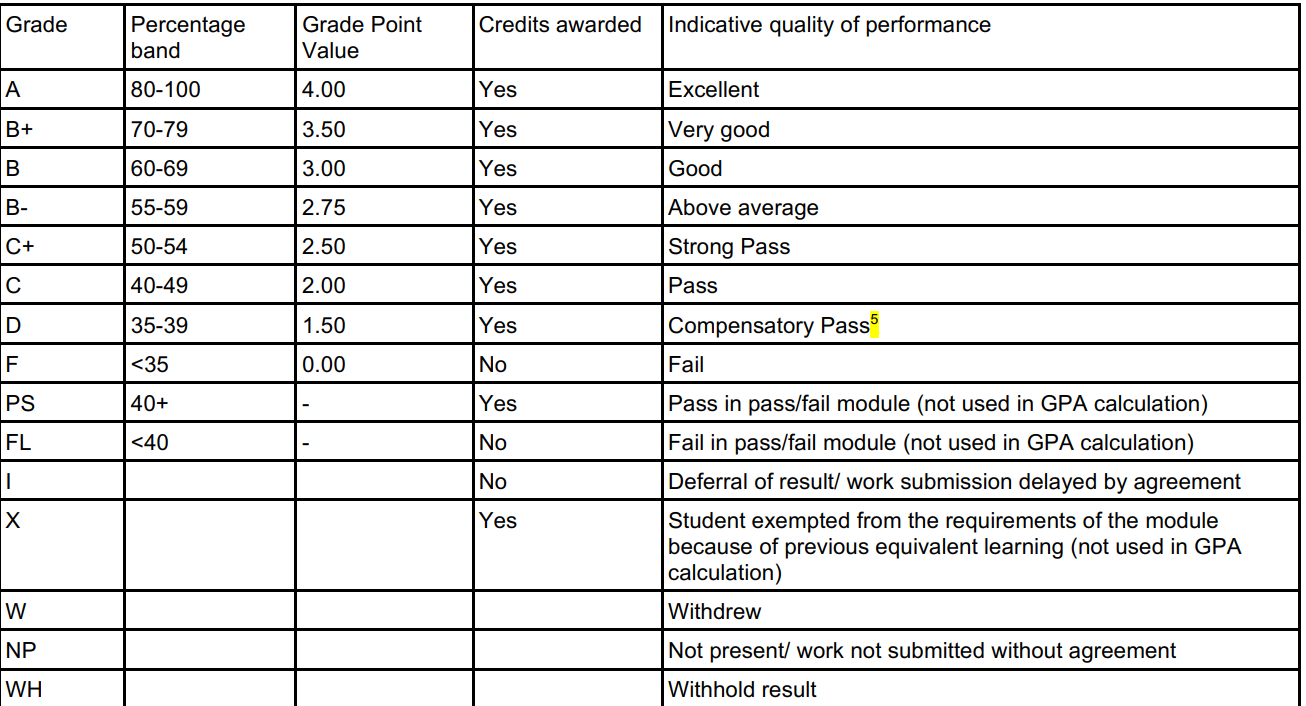 Grade Percentage band Grade Point Value Credits awarded Indicative quality of performance
A 80-100 4.00 Yes Excellent
B+ 70-79 3.50 Yes Very good
B 60-69 3.00 Yes Good
B- 55-59 2.75 Yes Above average
C+ 50-54 2.50 Yes Strong Pass
C 40-49 2.00 Yes Pass
D 35-39 1.50 Yes Compensatory Pass5
F <35 0.00 No Fail
PS 40+ - Yes Pass in pass/fail module (not used in GPA calculation)
FL <40 - No Fail in pass/fail module (not used in GPA calculation)
I No Deferral of result/ work submission delayed by agreement
X Yes Student exempted from the requirements of the module
because of previous equivalent learning (not used in GPA
calculation)
W Withdrew
NP Not present/ work not submitted without agreement
WH Withhold result